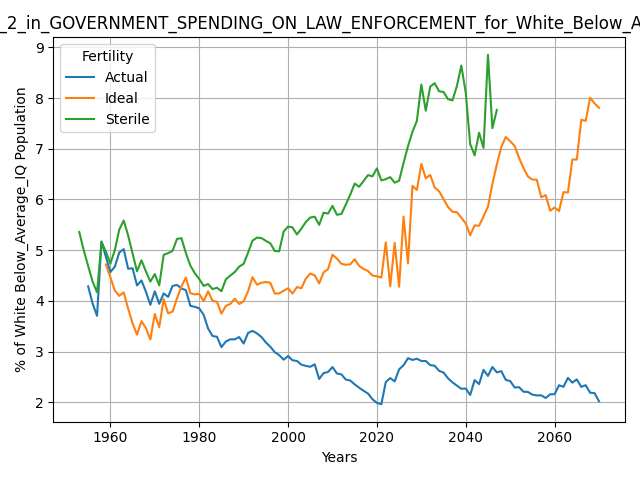 _2_in_GOVERNMENT_SPENDING_ON_LAW_ENFORCEMENT_for_White_Below_A
Fertility
Actual
Ideal
Sterile
% of White Below_Average_IQ Population
9
8
7
6
5
4
3
2
1960 1980 2000 2020 2040 2060
Years